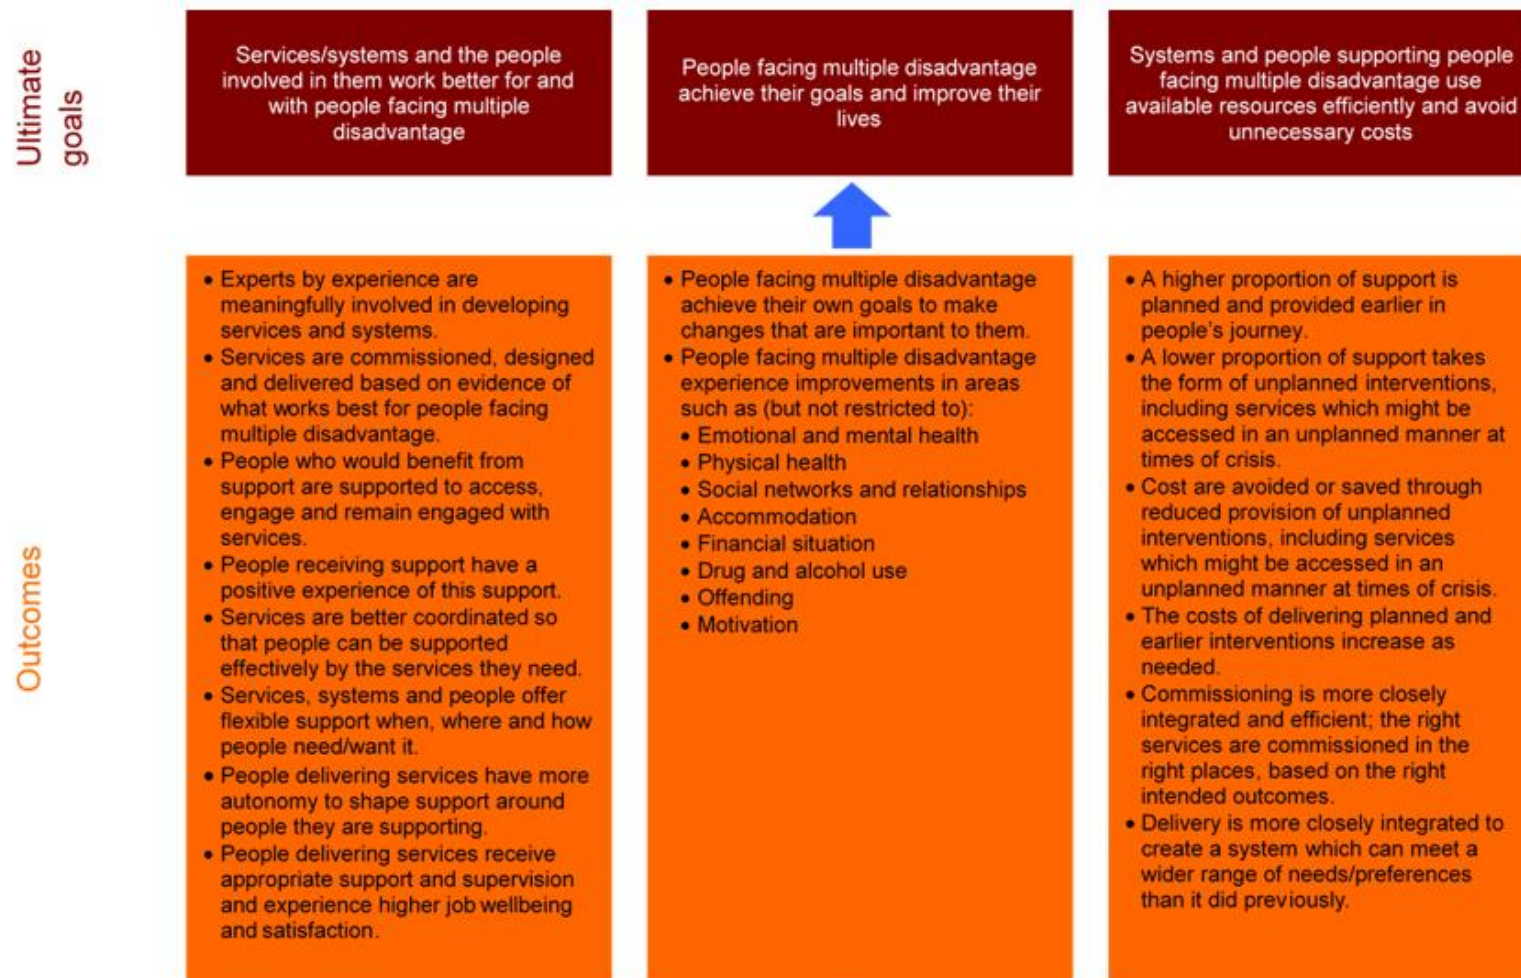 Ultimate
goals
Services/systems and the people
involved in them work better for and
with people facing multiple
disadvantage
People facing multiple disadvantage
achieve their goals and improve their
lives
Systems and people supporting people
facing multiple disadvantage use
available resources efficiently and avoid
unnecessary costs
Outcomes
• Experts by experience are
meaningfully involved in developing
services and systems.
• Services are commissioned, designed
and delivered based on evidence of
what works best for people facing
multiple disadvantage.
• People who would benefit from
support are supported to access,
engage and remain engaged with
services.
• People receiving support have a
positive experience of this support.
• Services are better coordinated so
that people can be supported
effectively by the services they need.
• Services, systems and people offer
flexible support when, where and how
people need/want it.
• People delivering services have more
autonomy to shape support around
people they are supporting.
• People delivering services receive
appropriate support and supervision
and experience higher job wellbeing
and satisfaction.
• People facing multiple disadvantage
achieve their own goals to make
changes that are important to them.
• People facing multiple disadvantage
experience improvements in areas
such as (but not restricted to):
• Emotional and mental health
• Physical health
• Social networks and relationships
• Accommodation
• Financial situation
• Drug and alcohol use
• Offending
• Motivation
• A higher proportion of support is
planned and provided earlier in
people's journey.
• A lower proportion of support takes
the form of unplanned interventions,
including services which might be
accessed in an unplanned manner at
times of crisis.
• Cost are avoided or saved through
reduced provision of unplanned
interventions, including services
which might be accessed in an
unplanned manner at times of crisis.
• The costs of delivering planned and
earlier interventions increase as
needed.
• Commissioning is more closely
integrated and efficient; the right
services are commissioned in the
right places, based on the right
intended outcomes.
• Delivery is more closely integrated to
create a system which can meet a
wider range of needs/preferences
than it did previously.